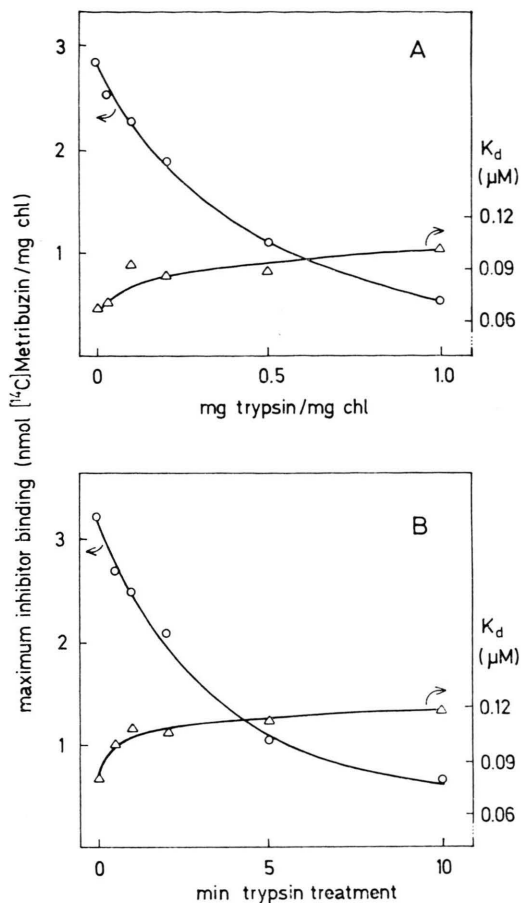 A
3
2
1
0
0.5
1.0
mg trypsin/mg chl
Kd
(µM)
0.12
0.09
0.06
maximum inhibitor binding (nmol [¹⁴C]Metribuzin/mg chl)
B
3
2
1
0
5
10
min trypsin treatment
Kd
(µM)
0.12
0.09
0.06